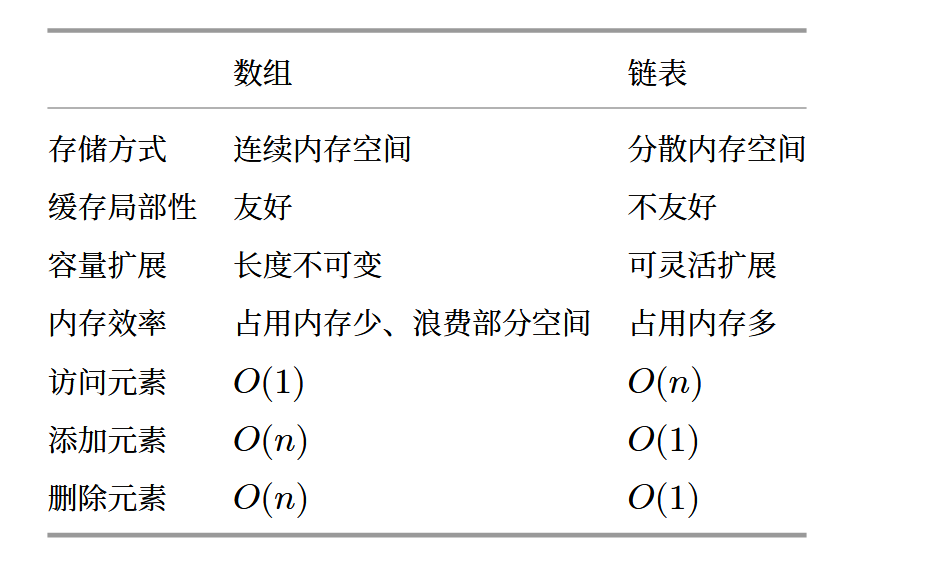 数组 链表
存储方式 连续内存空间 分散内存空间
缓存局部性 友好 不友好
容量扩展 长度不可变 可灵活扩展
内存效率 占用内存少、浪费部分空间 占用内存多
访问元素 O(1) O(n)
添加元素 O(n) O(1)
删除元素 O(n) O(1)